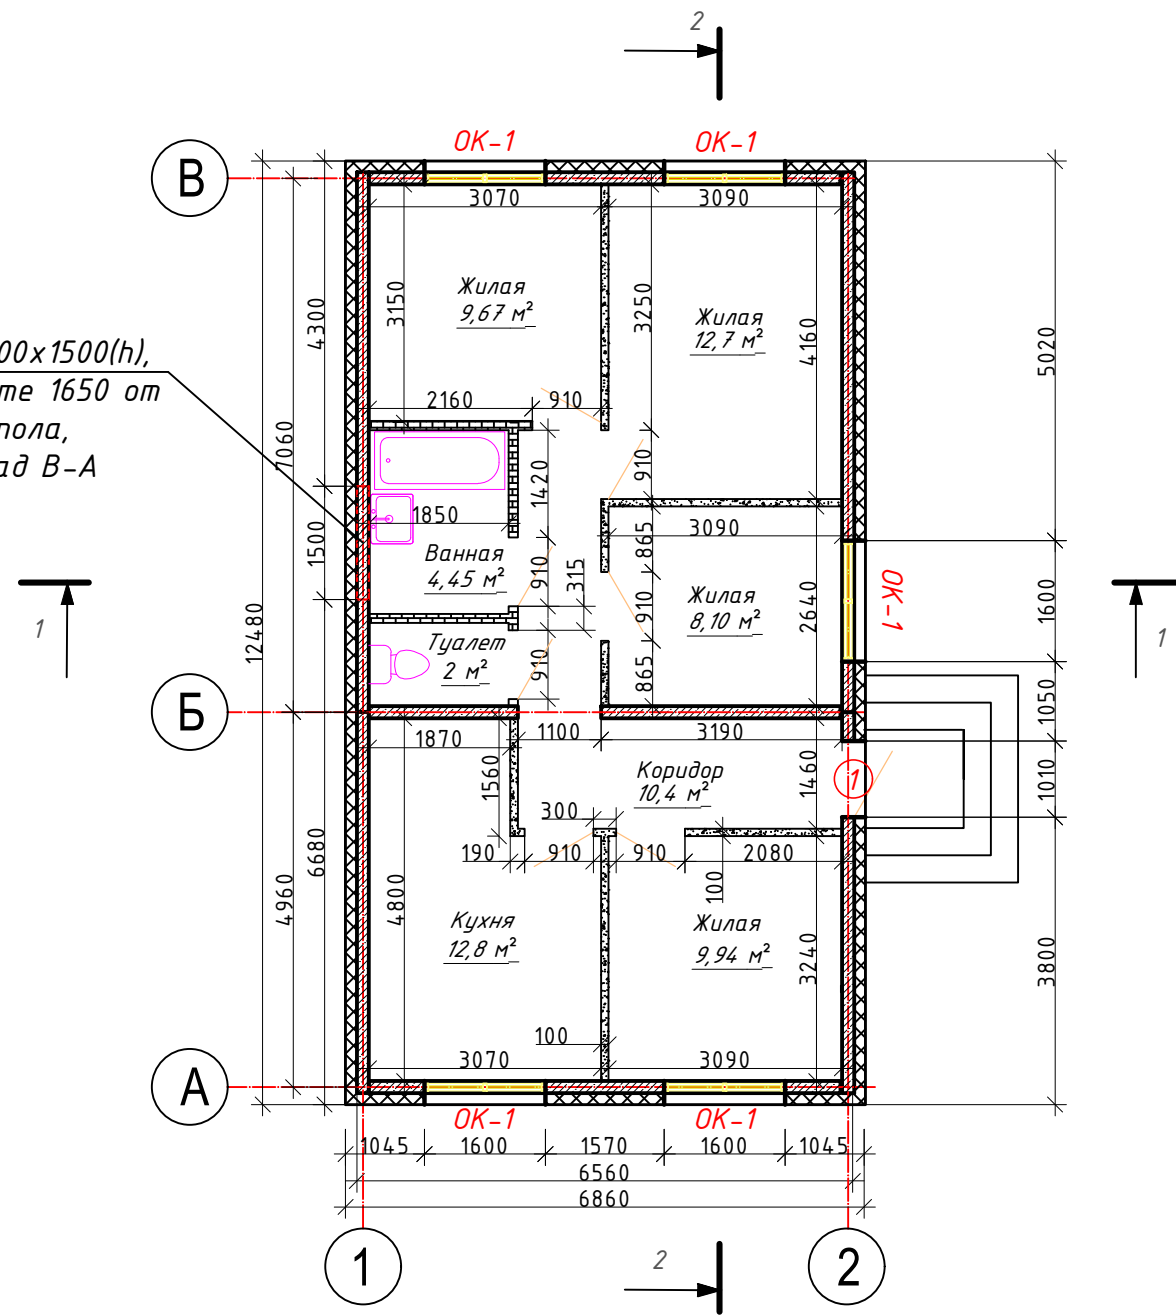 2
ОК-1
ОК-1
В
3070
3090
Жилая
9,67 м²
Жилая
12,7 м²
3150
3250
4160
4300
5020
00х1500(h),
те 1650 от
пола,
ад В-А
2160
910
7060
1420
910
1850
3090
865
1500
Ванная
4,45 м²
910
315
910
Жилая
8,10 м²
2640
ОК-1
1600
1
1
12480
Туалет
2 м²
910
865
1050
Б
1870
1100
3190
1560
Коридор
10,4 м²
1460
1
1010
300
190
910
910
2080
100
6680
4960
4800
Кухня
12,8 м²
Жилая
9,94 м²
3240
3800
100
3070
3090
А
ОК-1
ОК-1
1045
1600
1570
1600
1045
6560
6860
1
2
2